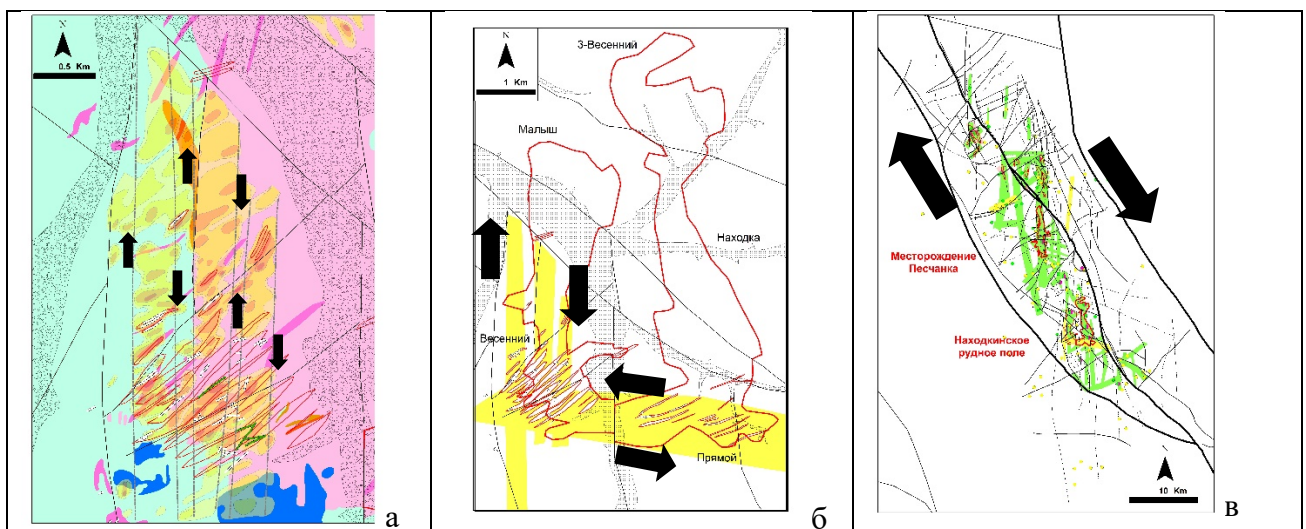 N
0.5 Km
а
N
1 Km
3-Весенний
Малыш
Находка
Весенний
Прямой
б
Месторождение
Песчанка
Находкинское
рудное поле
N
10 Km
в